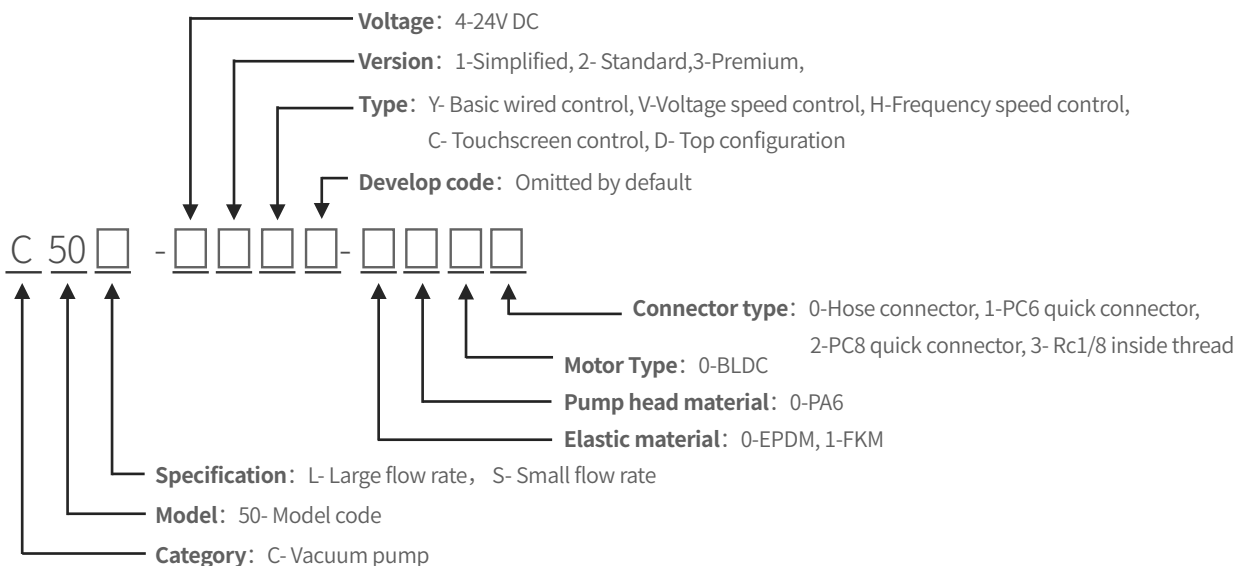 Voltage：4-24V DC
Version：1-Simplified, 2- Standard,3-Premium,
Type：Y- Basic wired control, V-Voltage speed control, H-Frequency speed control,
C- Touchscreen control, D- Top configuration
Develop code：Omitted by default
C 50 □ -□□□□-□□□□
Connector type：0-Hose connector, 1-PC6 quick connector,
2-PC8 quick connector, 3- Rc1/8 inside thread
Motor Type：0-BLDC
Pump head material：0-PA6
Elastic material：0-EPDM, 1-FKM
Specification：L- Large flow rate， S- Small flow rate
Model：50- Model code
Category：C- Vacuum pump